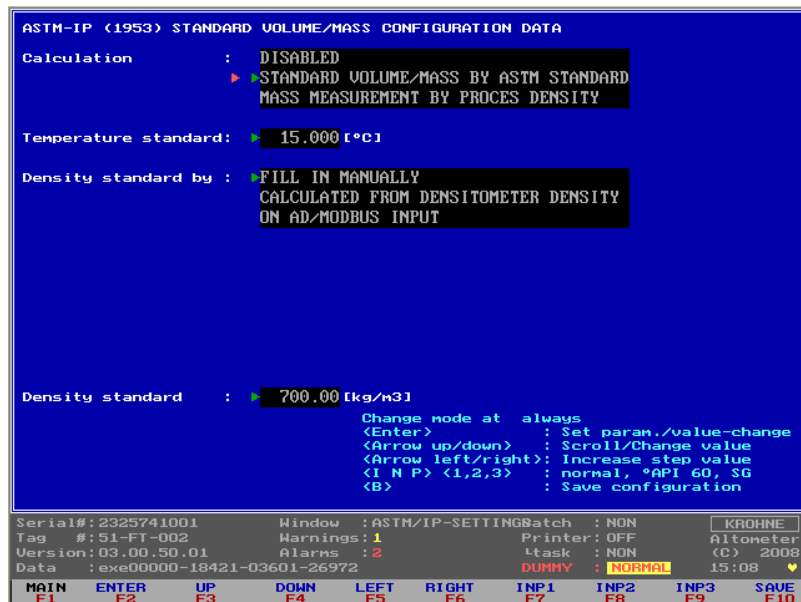 ASTM-IP (1953) STANDARD VOLUME/MASS CONFIGURATION DATA
Calculation : DISABLED
STANDARD VOLUME/MASS BY ASTM STANDARD
MASS MEASUREMENT BY PROCES DENSITY
Temperature standard: 15.000 [°C]
Density standard by : FILL IN MANUALLY
CALCULATED FROM DENSITOMETER DENSITY
ON AD/MODBUS INPUT
Density standard : 700.00 [kg/m3]
Change mode at always
<Enter> : Set param./value-change
<Arrow up/down> : Scroll/Change value
<Arrow left/right>: Increase step value
<I N P> <1,2,3> : normal, °API 60, SG
<B> : Save configuration
Serial#:2325741001 Window :ASTM/IP-SETTINGBatch : NON KROHNE
Tag #:51-FT-002 Warnings:1 Printer: OFF Altometer
Version:03.00.50.01 Alarms :2 task : NON (C) 2008
Data :exe00000-18421-03601-26972 DUMMY : NORMAL 15:08 ♥
MAIN ENTER UP DOWN LEFT RIGHT INP1 INP2 INP3 SAVE
F1 F2 F3 F4 F5 F6 F7 F8 F9 F10